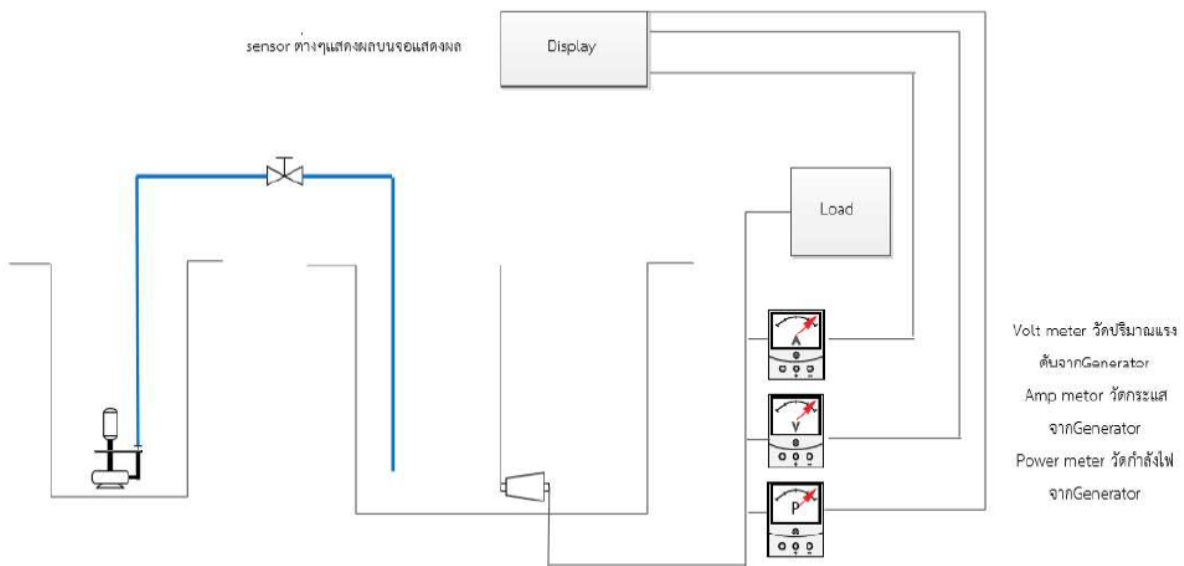 sensor ต่างๆแสดงผลบนจอแสดงผล
Display
Load
A
V
P
Volt meter วัดปริมาณแรง
ดันจากGenerator
Amp metor วัดกระแส
จากGenerator
Power meter วัดกำลังไฟ
จากGenerator